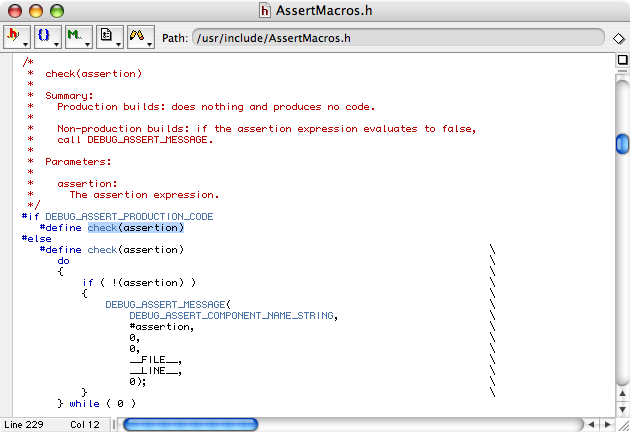 AssertMacros.h
h {} M.. Path: /usr/include/AssertMacros.h
/*
 *  check(assertion)
 *
 *  Summary:
 *    Production builds: does nothing and produces no code.
 *
 *    Non-production builds: if the assertion expression evaluates to false,
 *    call DEBUG_ASSERT_MESSAGE.
 *
 *  Parameters:
 *
 *    assertion:
 *      The assertion expression.
 */
#if DEBUG_ASSERT_PRODUCTION_CODE
   #define check(assertion)
#else
   #define check(assertion) \
      do \
      { \
          if ( !(assertion) ) \
          { \
              DEBUG_ASSERT_MESSAGE( \
                  DEBUG_ASSERT_COMPONENT_NAME_STRING, \
                  #assertion, \
                  0, \
                  0, \
                  __FILE__, \
                  __LINE__, \
                  0); \
          } \
      } while ( 0 )
Line 229 Col 12